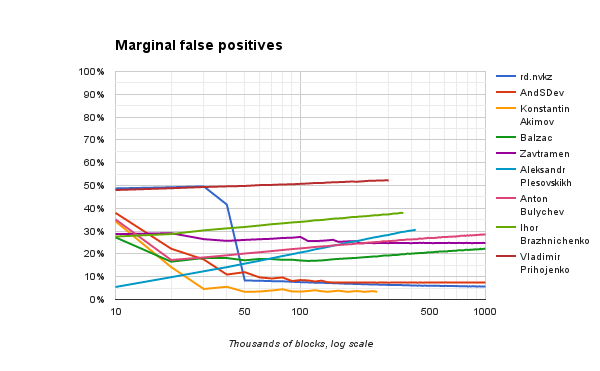 Marginal false positives
100%
90%
80%
70%
60%
50%
40%
30%
20%
10%
0%
10
50
100
500
1000
Thousands of blocks, log scale
rd.nvkz
AndSDev
Konstantin
Akimov
Balzac
Zavtramen
Aleksandr
Plesovskikh
Anton
Bulychev
Ihor
Brazhnichenko
Vladimir
Prihojenko